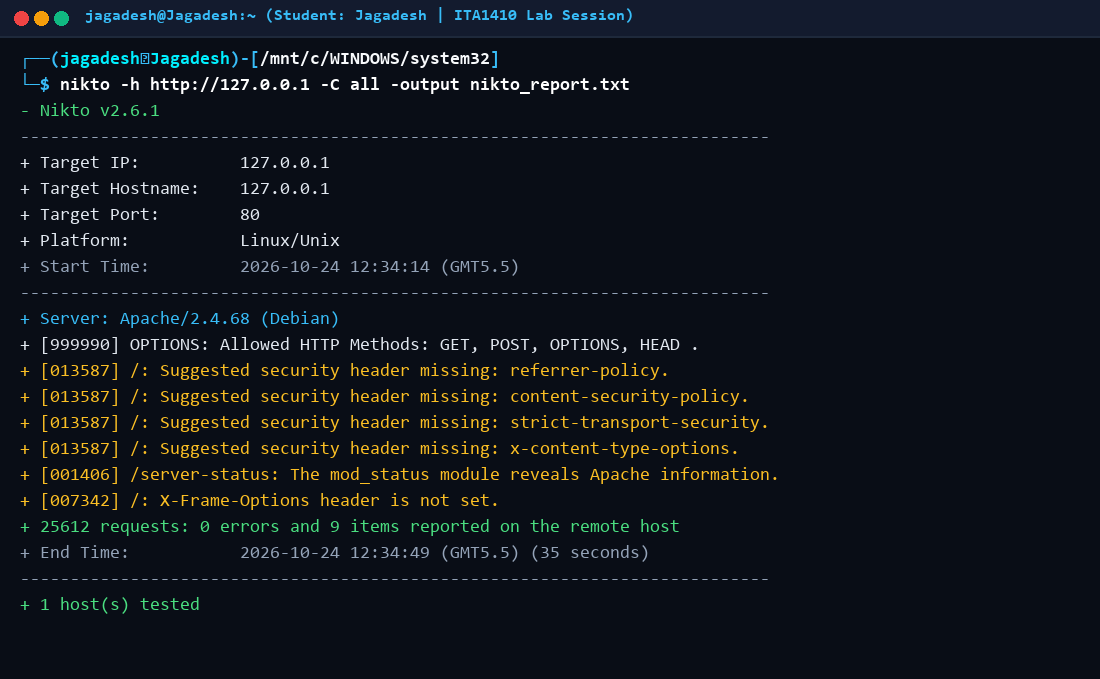 jagadesh@Jagadesh:~ (Student: Jagadesh | ITA1410 Lab Session)
┌──(jagadesh㉿Jagadesh)-[/mnt/c/WINDOWS/system32]
└─$ nikto -h http://127.0.0.1 -C all -output nikto_report.txt
- Nikto v2.6.1
---------------------------------------------------------------------------
+ Target IP:          127.0.0.1
+ Target Hostname:    127.0.0.1
+ Target Port:        80
+ Platform:           Linux/Unix
+ Start Time:         2026-10-24 12:34:14 (GMT5.5)
---------------------------------------------------------------------------
+ Server: Apache/2.4.68 (Debian)
+ [999990] OPTIONS: Allowed HTTP Methods: GET, POST, OPTIONS, HEAD .
+ [013587] /: Suggested security header missing: referrer-policy.
+ [013587] /: Suggested security header missing: content-security-policy.
+ [013587] /: Suggested security header missing: strict-transport-security.
+ [013587] /: Suggested security header missing: x-content-type-options.
+ [001406] /server-status: The mod_status module reveals Apache information.
+ [007342] /: X-Frame-Options header is not set.
+ 25612 requests: 0 errors and 9 items reported on the remote host
+ End Time:           2026-10-24 12:34:49 (GMT5.5) (35 seconds)
---------------------------------------------------------------------------
+ 1 host(s) tested